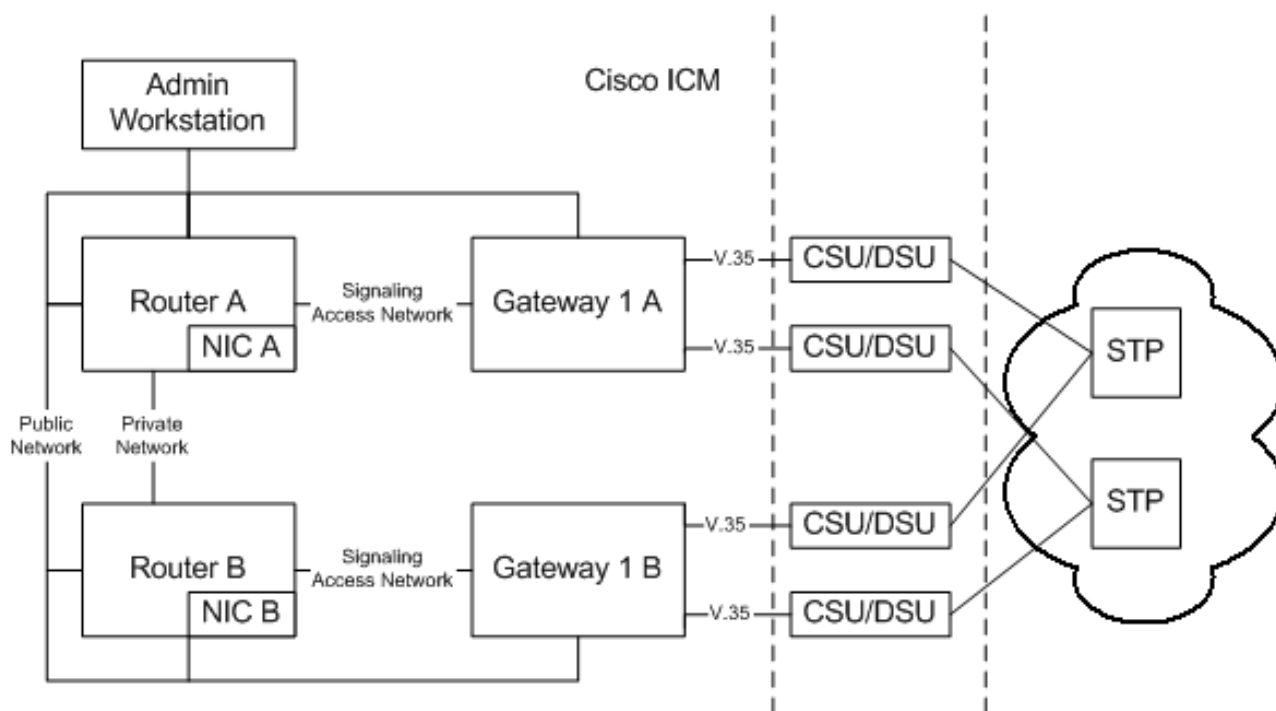 Cisco ICM
Admin
Workstation
Router A
NIC A
Signaling
Access Network
Gateway 1 A
V.35
CSU/DSU
V.35
CSU/DSU
STP
Public
Network
Private
Network
Router B
NIC B
Signaling
Access Network
Gateway 1 B
V.35
CSU/DSU
V.35
CSU/DSU
STP